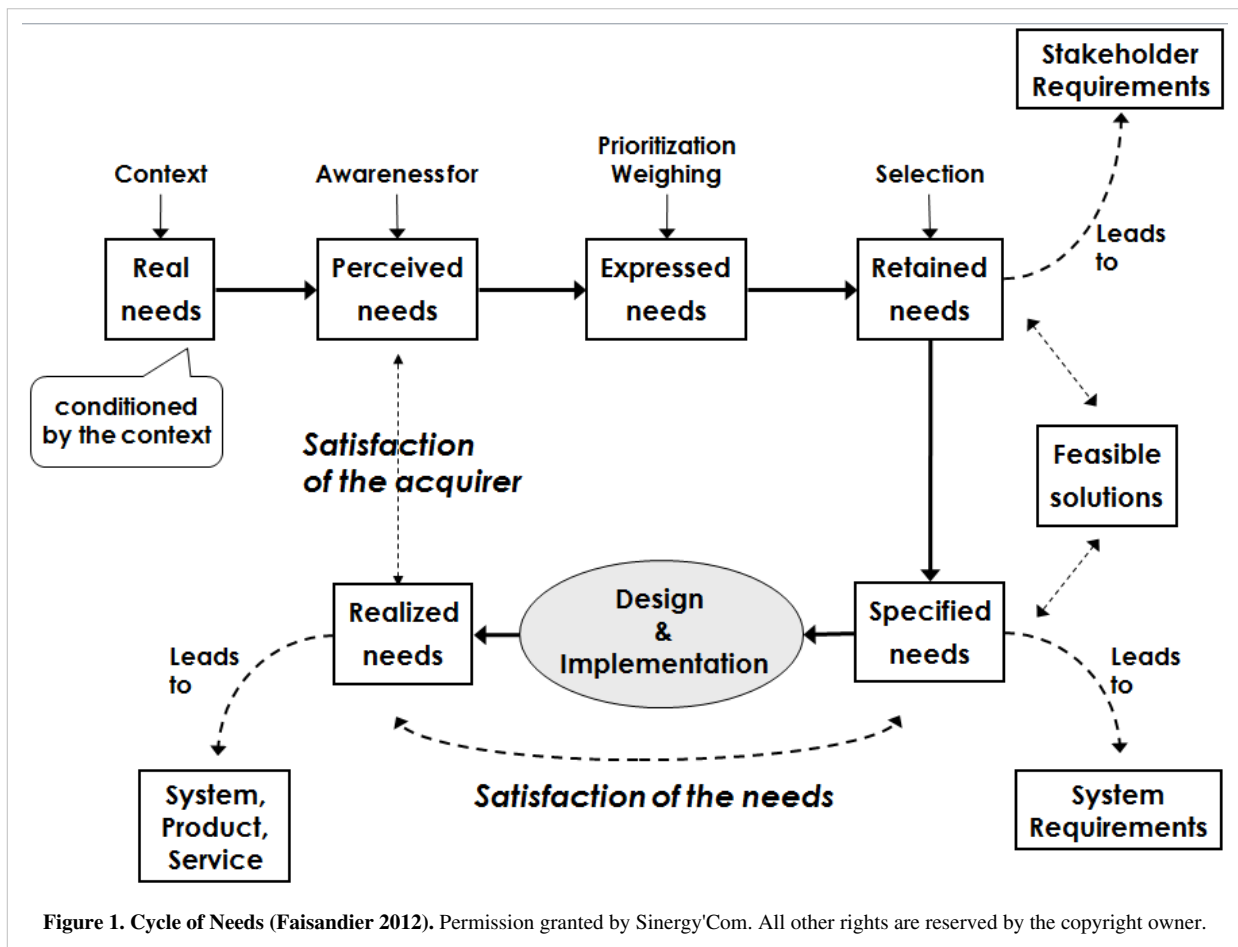 Stakeholder
Requirements
Prioritization
Weighing
Context
Awareness for
Selection
Leads
to
Real
needs
Perceived
needs
Expressed
needs
Retained
needs
conditioned
by the context
Satisfaction
of the acquirer
Feasible
solutions
Realized
needs
Design
&
Implementation
Specified
needs
Leads
to
Leads
to
Satisfaction of the needs
System,
Product,
Service
System
Requirements
Figure 1. Cycle of Needs (Faisandier 2012). Permission granted by Sinergy'Com. All other rights are reserved by the copyright owner.